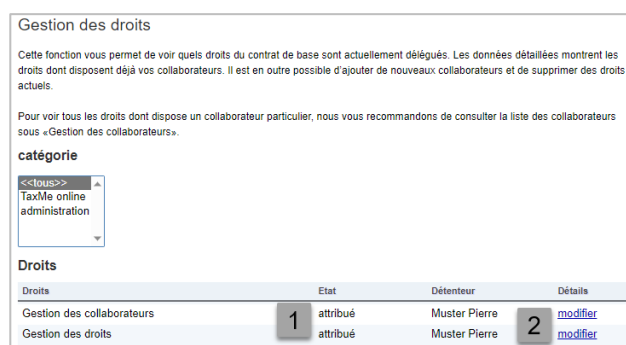 Gestion des droits
Cette fonction vous permet de voir quels droits du contrat de base sont actuellement délégués. Les données détaillées montrent les
droits dont disposent déjà vos collaborateurs. Il est en outre possible d'ajouter de nouveaux collaborateurs et de supprimer des droits
actuels.
Pour voir tous les droits dont dispose un collaborateur particulier, nous vous recommandons de consulter la liste des collaborateurs
sous «Gestion des collaborateurs».
catégorie
<<tous>>
TaxMe online
administration
Droits
Droits Etat Détenteur Détails
Gestion des collaborateurs 1 attribué Muster Pierre 2 modifier
Gestion des droits attribué Muster Pierre modifier